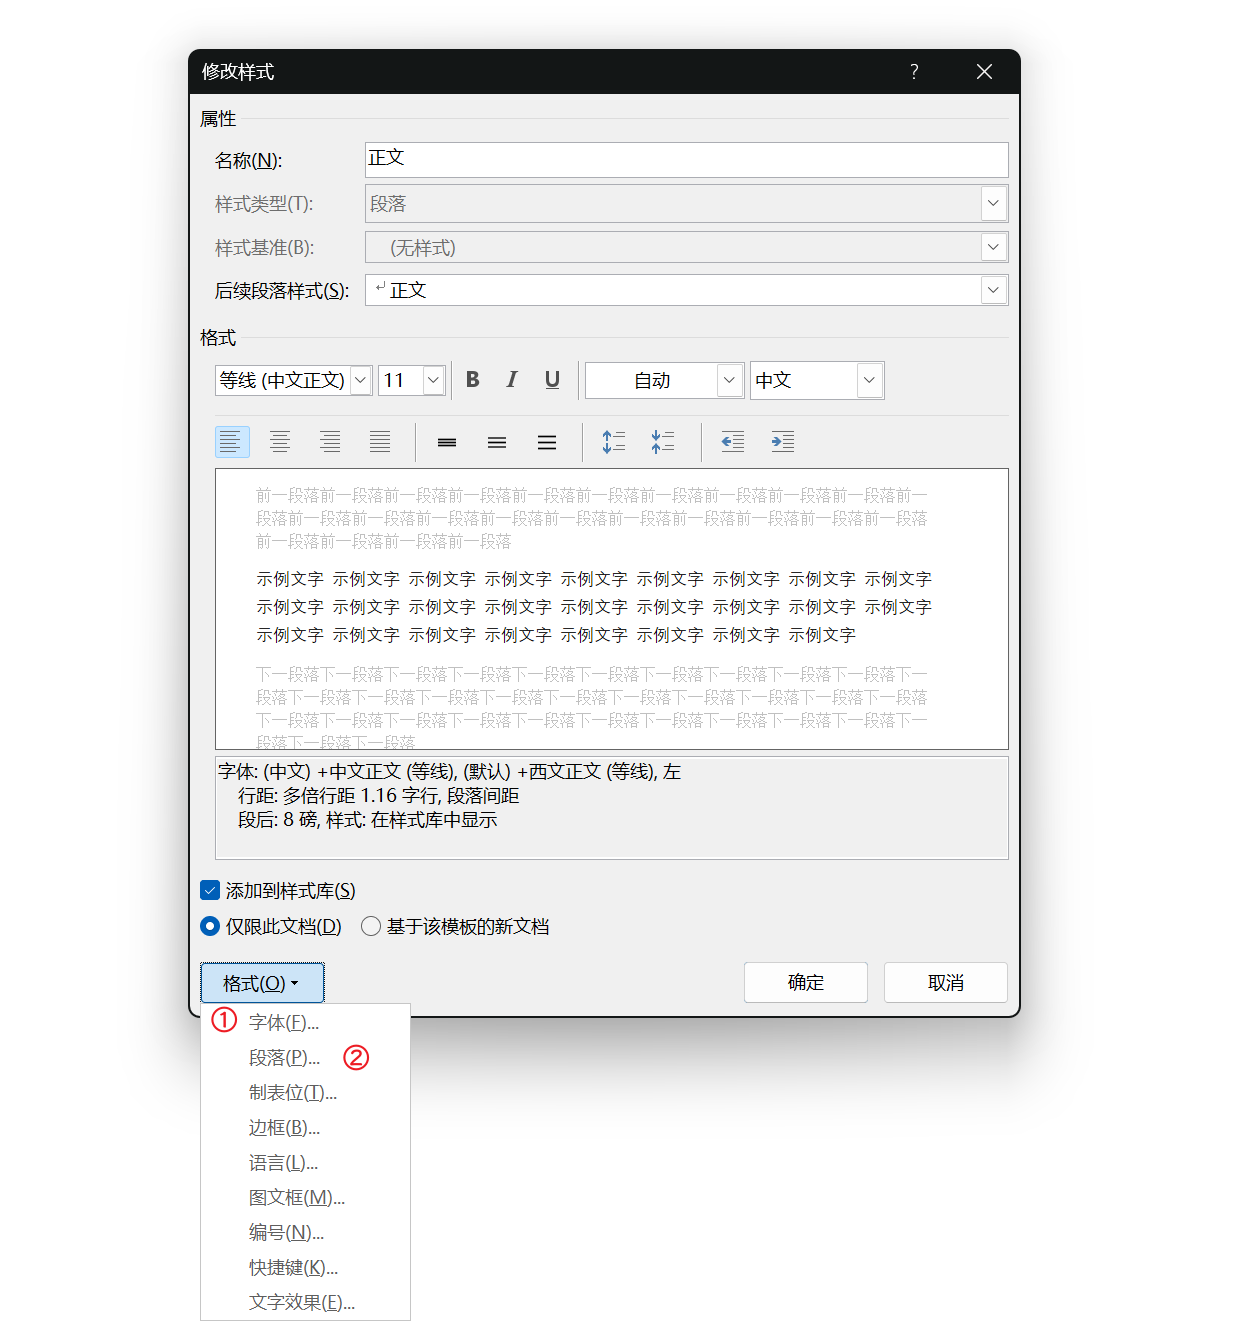 修改样式 ?
属性
名称(N): 正文
样式类型(T): 段落
样式基准(B): (无样式)
后续段落样式(S): ↵ 正文
格式
等线 (中文正文) 11 B I U 自动 中文
前一段落前一段落前一段落前一段落前一段落前一段落前一段落前一段落前一段落前一段落前一
段落前一段落前一段落前一段落前一段落前一段落前一段落前一段落前一段落前一段落前一段落
前一段落前一段落前一段落前一段落
示例文字 示例文字 示例文字 示例文字 示例文字 示例文字 示例文字 示例文字 示例文字
示例文字 示例文字 示例文字 示例文字 示例文字 示例文字 示例文字 示例文字 示例文字
示例文字 示例文字 示例文字 示例文字 示例文字 示例文字 示例文字 示例文字
下一段落下一段落下一段落下一段落下一段落下一段落下一段落下一段落下一段落下一段落下一
段落下一段落下一段落下一段落下一段落下一段落下一段落下一段落下一段落下一段落下一段落
下一段落下一段落下一段落下一段落下一段落下一段落下一段落下一段落下一段落下一段落下一
段落下一段落下一段落
字体: (中文) +中文正文 (等线), (默认) +西文正文 (等线), 左
行距: 多倍行距 1.16 字行, 段落间距
段后: 8 磅, 样式: 在样式库中显示
添加到样式库(S)
仅限此文档(D) 基于该模板的新文档
格式(O) 确定 取消
① 字体(F)...
段落(P)... ②
制表位(T)...
边框(B)...
语言(L)...
图文框(M)...
编号(N)...
快捷键(K)...
文字效果(E)...